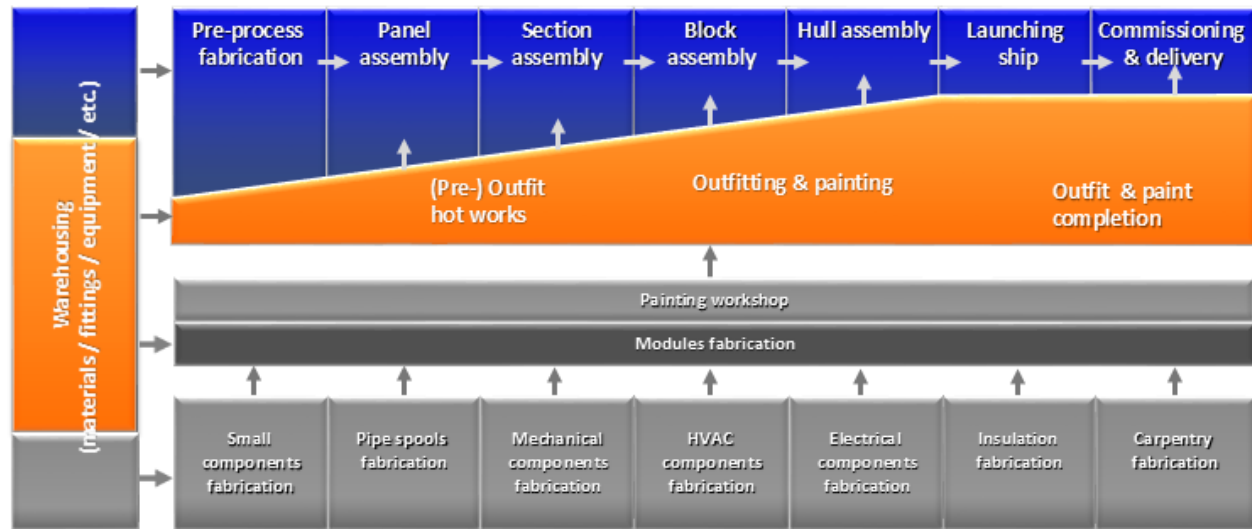 Pre-process
fabrication
Panel
assembly
Section
assembly
Block
assembly
Hull assembly
Launching
ship
Commissioning
& delivery
Warehousing
(materials / fittings / equipment / etc.)
(Pre-) Outfit
hot works
Outfitting & painting
Outfit & paint
completion
Painting workshop
Modules fabrication
Small
components
fabrication
Pipe spools
fabrication
Mechanical
components
fabrication
HVAC
components
fabrication
Electrical
components
fabrication
Insulation
fabrication
Carpentry
fabrication